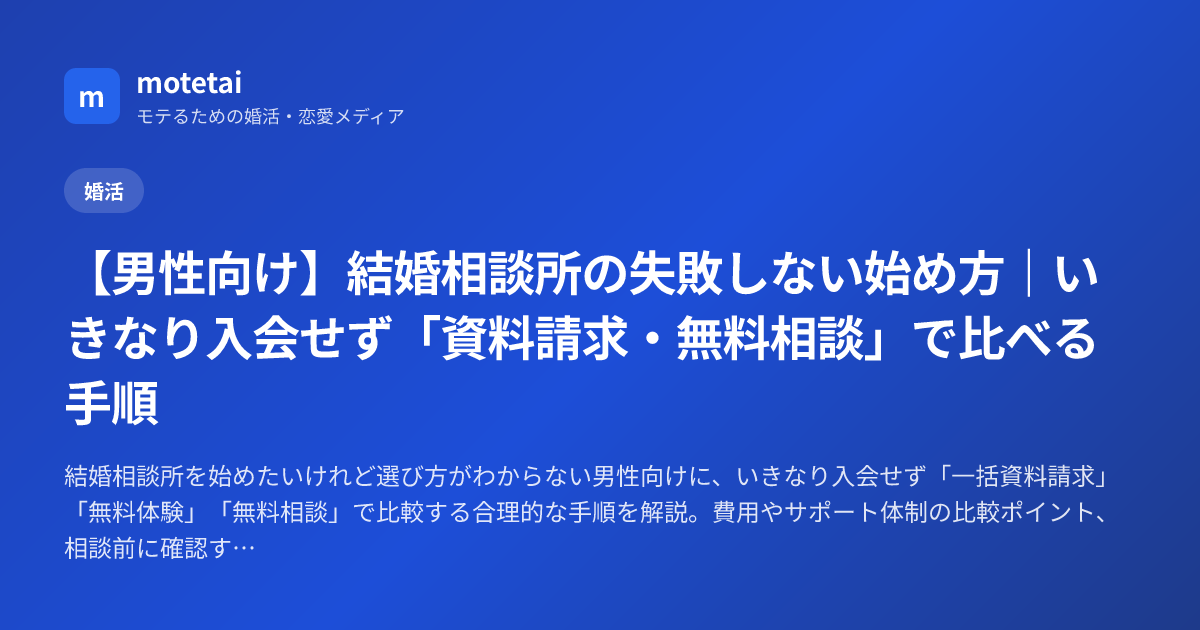 m
motetai
モテるための婚活・恋愛メディア
婚活
【男性向け】結婚相談所の失敗しない始め方｜い
きなり入会せず「資料請求・無料相談」で比べる
手順
結婚相談所を始めたいけれど選び方がわからない男性向けに、いきなり入会せず「一括資料請求」
「無料体験」「無料相談」で比較する合理的な手順を解説。費用やサポート体制の比較ポイント、
相談前に確認す…